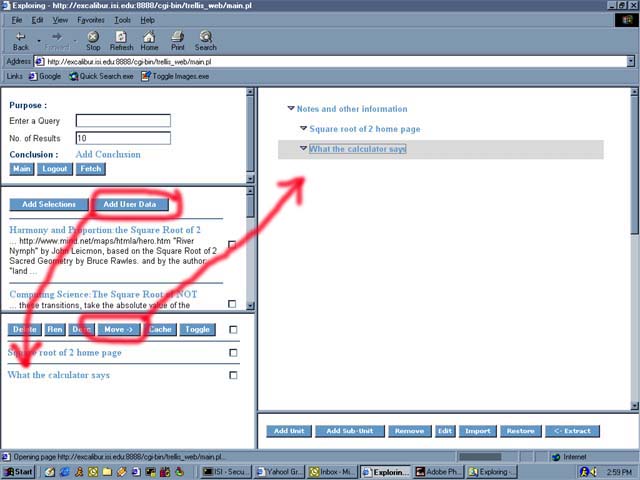 Exploring - http://excalibur.isi.edu:8888/cgi-bin/trellis_web/main.pl
File Edit View Favorites Tools Help
Back Forward Stop Refresh Home Print Search
Address http://excalibur.isi.edu:8888/cgi-bin/trellis_web/main.pl
Links Google Quick Search.exe Toggle Images.exe
Purpose :
Enter a Query
No. of Results 10
Conclusion : Add Conclusion
Main Logout Fetch
Add Selections Add User Data
Harmony and Proportion:the Square Root of 2
... http://www.mind.net/maps/htmla/hero.htm "River
Nymph" by John Leicmon, based on the Square Root of 2
Sacred Geometry by Bruce Rawles. and by the author:
"land ...
Computing Science:The Square Root of NOT
... these transitions, take the absolute value of the
Delete Ren Desc Move -> Cache Toggle
Square root of 2 home page
What the calculator says
Notes and other information
Square root of 2 home page
What the calculator says
Add Unit Add Sub-Unit Remove Edit Import Restore <- Extract
Opening page http://excalibur.isi.edu:8888/cgi-bin/trellis_web/main.pl...
Internet
Start ISI - Secu... Yahoo! Gr... Inbox - Mi... Explorin... Adobe Ph... Exploring -... 2:59 PM